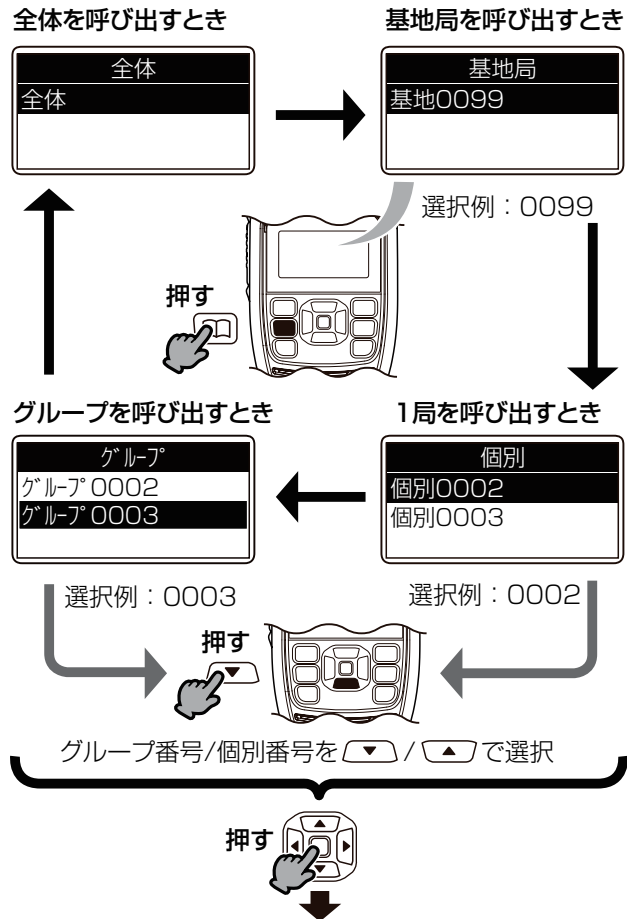 全体を呼び出すとき
全体
全体
基地局を呼び出すとき
基地局
基地0099
選択例：0099
押す
グループを呼び出すとき
ｸﾞﾙｰﾌﾟ
ｸﾞﾙｰﾌﾟ0002
ｸﾞﾙｰﾌﾟ0003
選択例：0003
1局を呼び出すとき
個別
個別0002
個別0003
選択例：0002
押す
グループ番号/個別番号を▼/▲で選択
押す